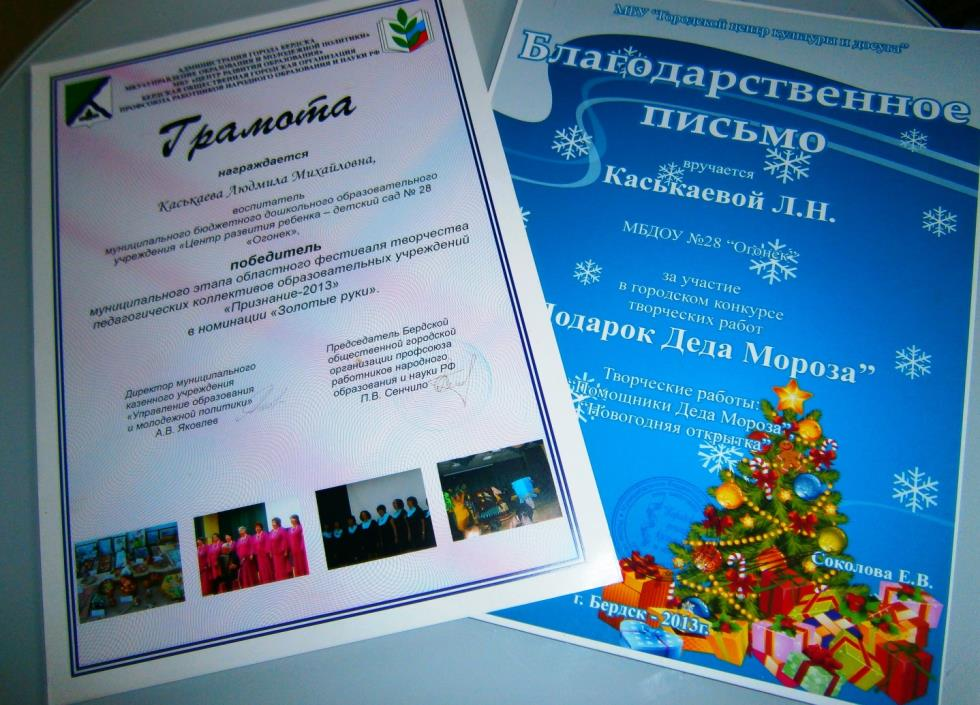 АДМИНИСТРАЦИЯ ГОРОДА БЕРДСКА
МКУ «УПРАВЛЕНИЕ ОБРАЗОВАНИЯ И МОЛОДЕЖНОЙ ПОЛИТИКИ»
МКУ «ЦЕНТР РАЗВИТИЯ ОБРАЗОВАНИЯ»
БЕРДСКАЯ ОБЩЕСТВЕННАЯ ГОРОДСКАЯ ОРГАНИЗАЦИЯ
ПРОФСОЮЗА РАБОТНИКОВ НАРОДНОГО ОБРАЗОВАНИЯ И НАУКИ РФ
Грамота
награждается
Каськаева Людмила Михайловна,
воспитатель
муниципального бюджетного дошкольного образовательного
учреждения «Центр развития ребенка – детский сад № 28
«Огонек»,
победитель
муниципального этапа областного фестиваля творчества
педагогических коллективов образовательных учреждений
«Признание-2013»
в номинации «Золотые руки».
Директор муниципального
казенного учреждения
«Управление образования
и молодежной политики»
А.В. Яковлев
Председатель Бердской
общественной городской
организации профсоюза
работников народного
образования и науки РФ
П.В. Сенчило
МБУ "Городской центр культуры и досуга"
Благодарственное
письмо
вручается
Каськаевой Л.Н.
МБДОУ №28 "Огонек"
за участие
в городском конкурсе
творческих работ
Подарок Деда Мороза"
Творческие работы:
"Помощники Деда Мороза"
"Новогодняя открытка"
Соколова Е.В.
г. Бердск - 2013г.